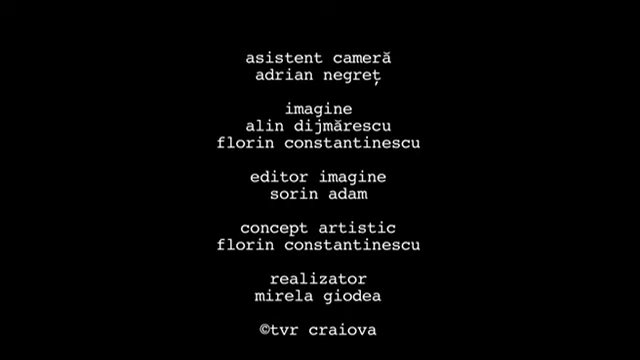 asistent cameră
adrian negreț
imagine
alin dijmărescu
florin constantinescu
editor imagine
sorin adam
concept artistic
florin constantinescu
realizator
mirela giodea
©tvr craiova